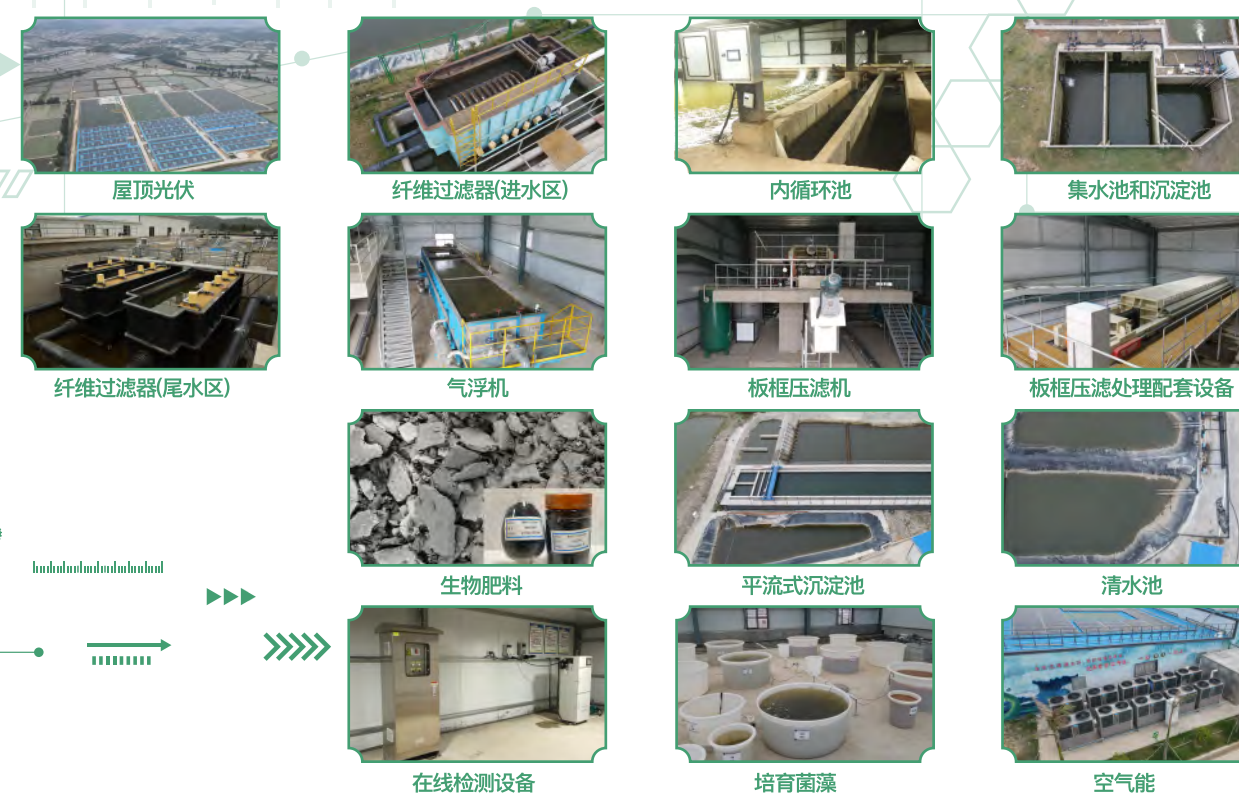 屋顶光伏
纤维过滤器(进水区)
内循环池
集水池和沉淀池
纤维过滤器(尾水区)
气浮机
板框压滤机
板框压滤处理配套设备
生物肥料
平流式沉淀池
清水池
在线检测设备
培育菌藻
空气能